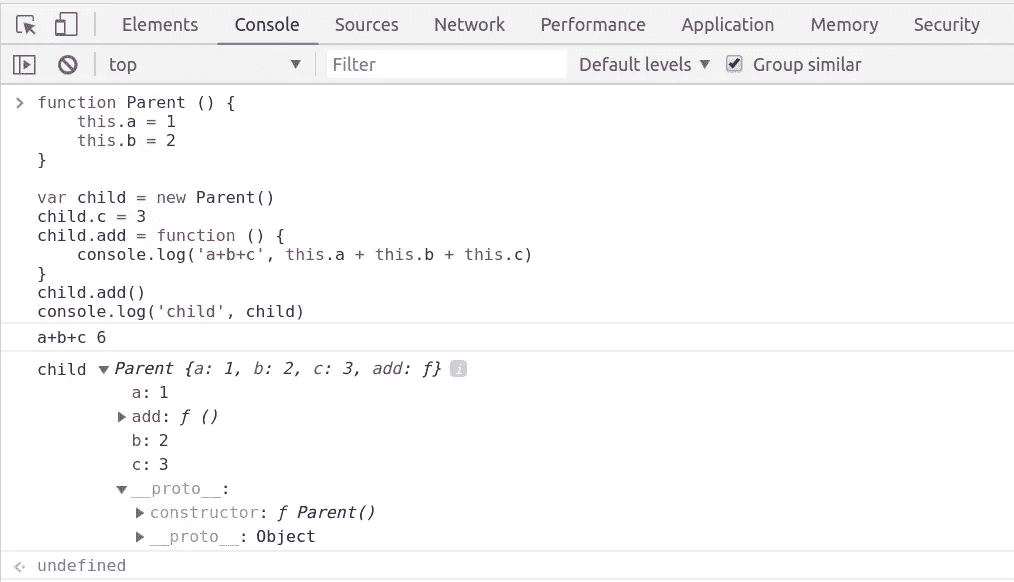 Elements Console Sources Network Performance Application Memory Security
top Filter Default levels Group similar
function Parent () {
    this.a = 1
    this.b = 2
}

var child = new Parent()
child.c = 3
child.add = function () {
    console.log('a+b+c', this.a + this.b + this.c)
}
child.add()
console.log('child', child)
a+b+c 6
child Parent {a: 1, b: 2, c: 3, add: ƒ} i
a: 1
add: ƒ ()
b: 2
c: 3
__proto__:
constructor: ƒ Parent()
__proto__: Object
undefined